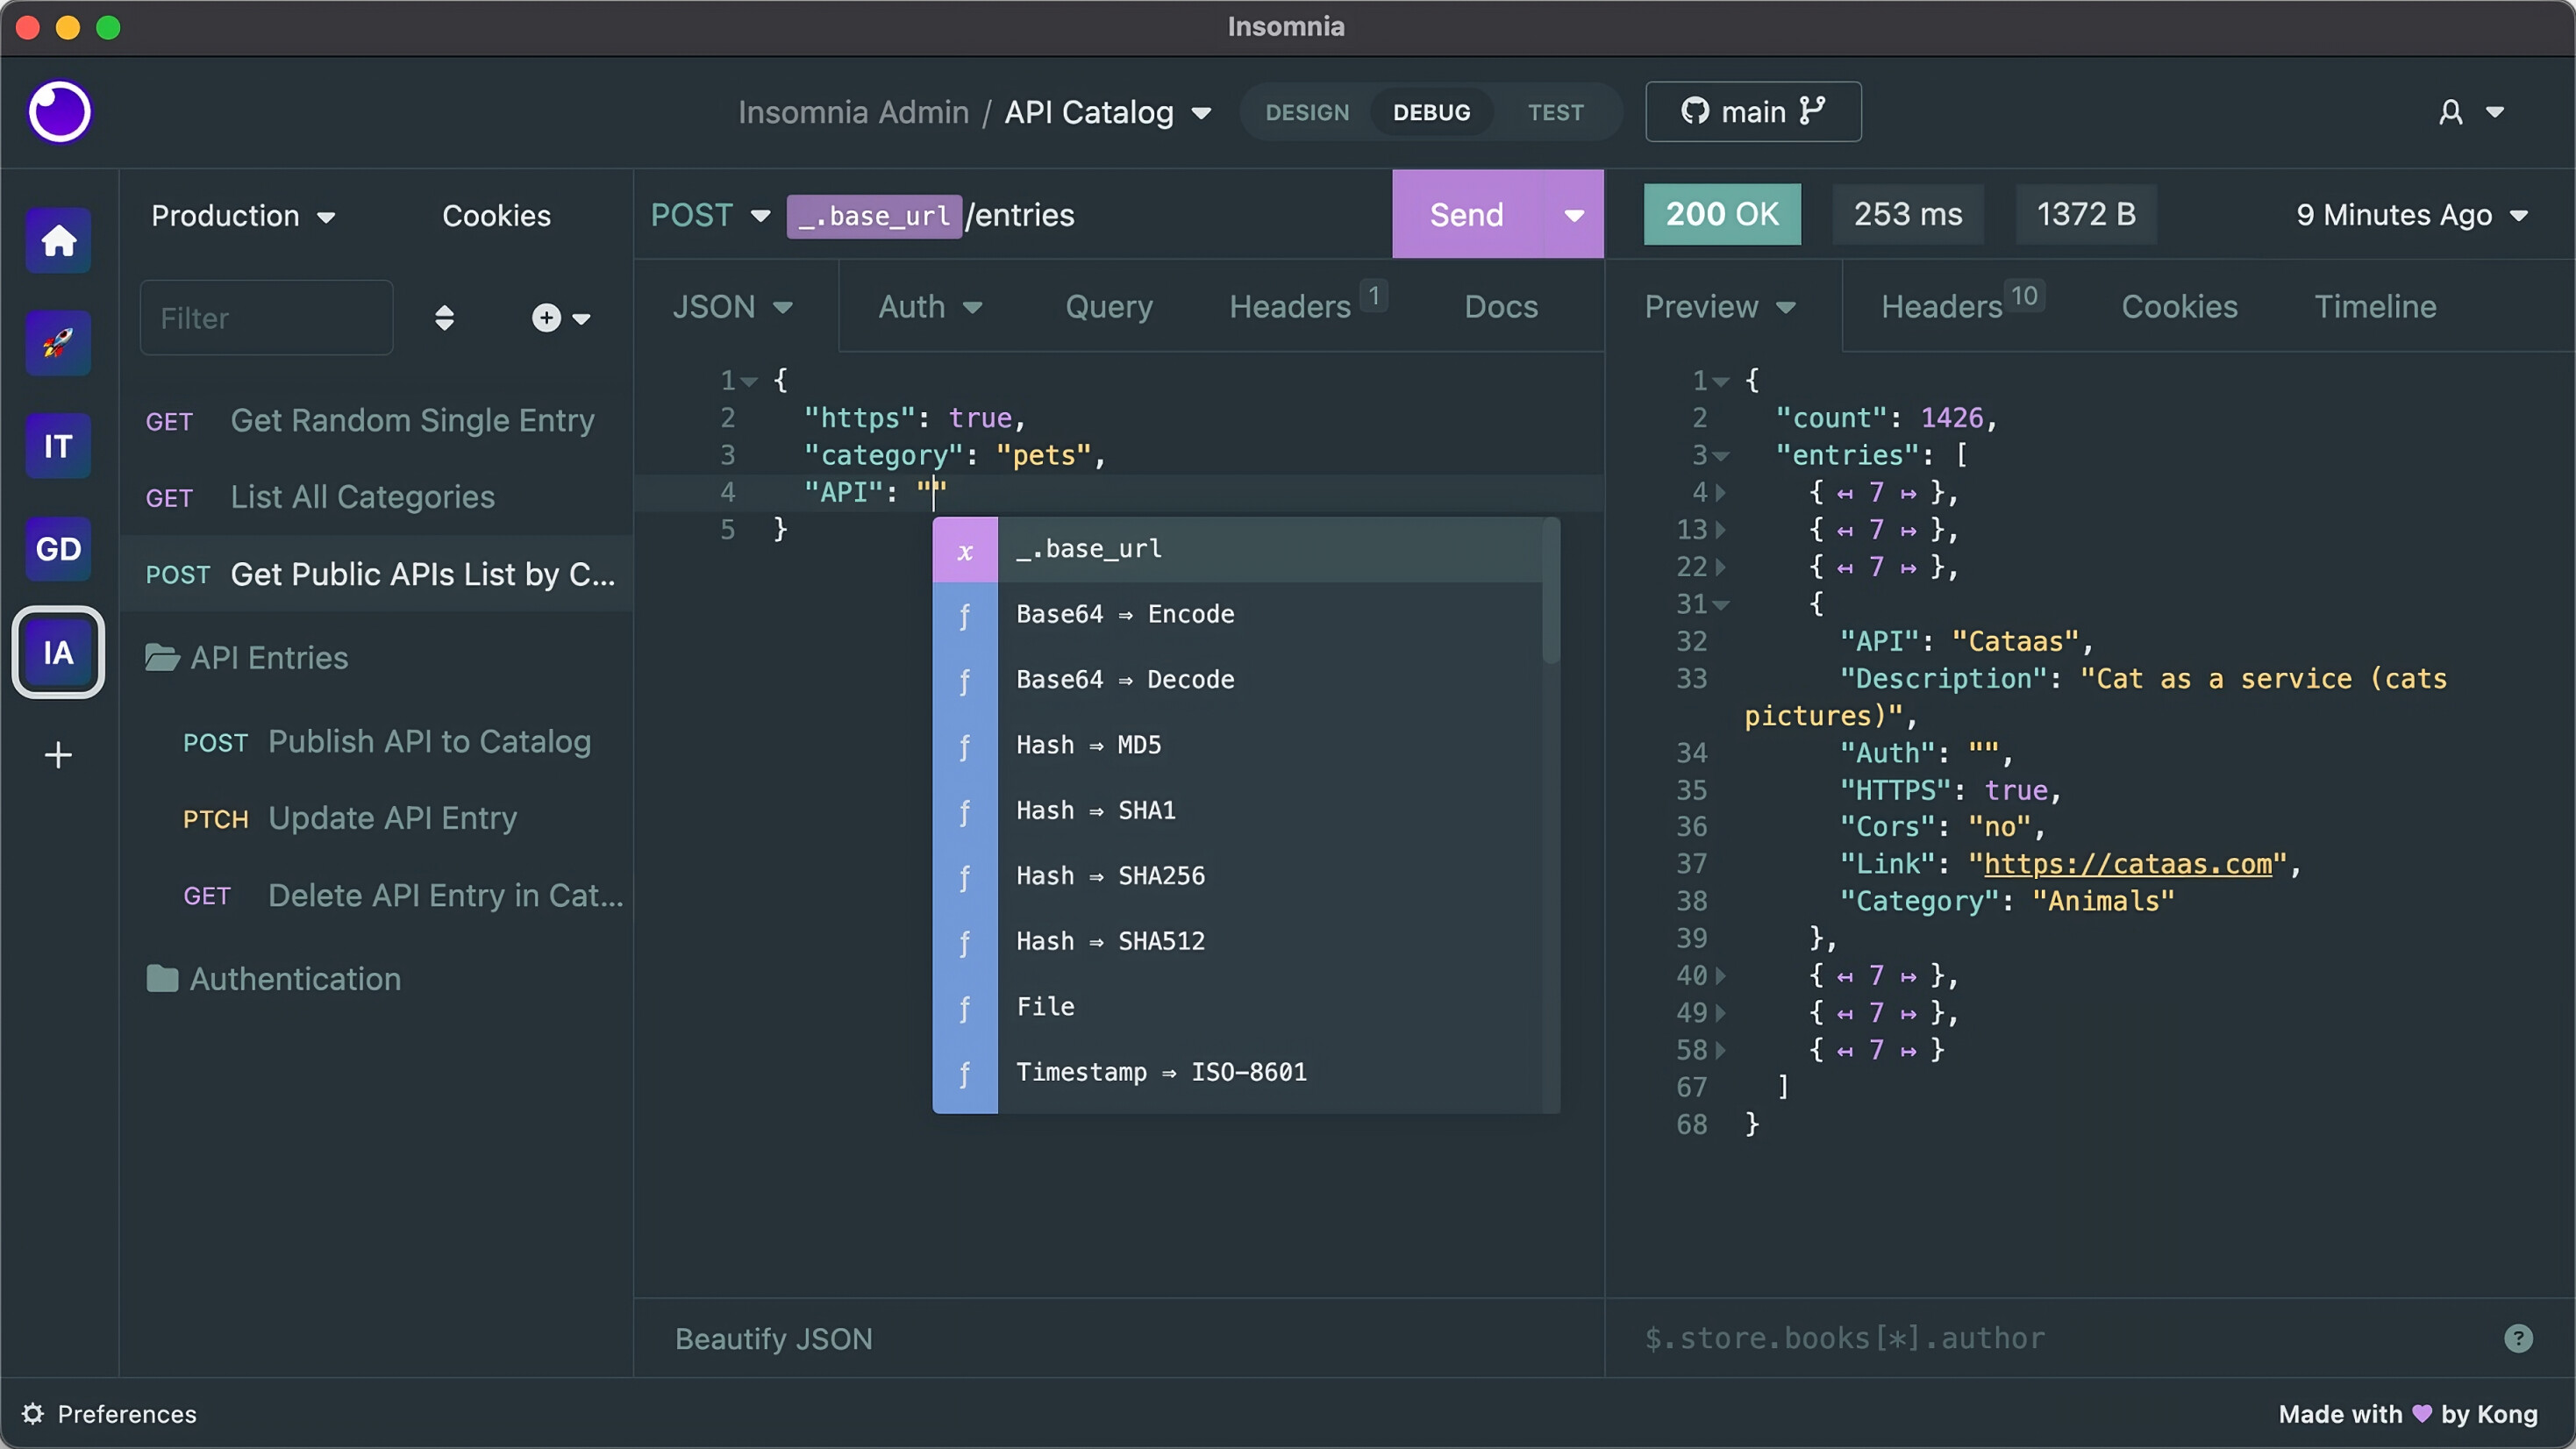 Insomnia
Insomnia Admin / API Catalog
DESIGN DEBUG TEST
main
Production Cookies
Filter
IT
GD
IA
+
GET Get Random Single Entry
GET List All Categories
POST Get Public APIs List by C...
API Entries
POST Publish API to Catalog
PTCH Update API Entry
GET Delete API Entry in Cat...
Authentication
POST _.base_url/entries Send
JSON Auth Query Headers 1 Docs
1 {
2 "https": true,
3 "category": "pets",
4 "API": ""
5 }
x _.base_url
ƒ Base64 ⇒ Encode
ƒ Base64 ⇒ Decode
ƒ Hash ⇒ MD5
ƒ Hash ⇒ SHA1
ƒ Hash ⇒ SHA256
ƒ Hash ⇒ SHA512
ƒ File
ƒ Timestamp ⇒ ISO-8601
Beautify JSON
200 OK 253 ms 1372 B 9 Minutes Ago
Preview Headers 10 Cookies Timeline
1 {
2 "count": 1426,
3 "entries": [
4 { ↤ 7 ↦ },
13 { ↤ 7 ↦ },
22 { ↤ 7 ↦ },
31 {
32 "API": "Cataas",
33 "Description": "Cat as a service (cats
pictures)",
34 "Auth": "",
35 "HTTPS": true,
36 "Cors": "no",
37 "Link": "https://cataas.com",
38 "Category": "Animals"
39 },
40 { ↤ 7 ↦ },
49 { ↤ 7 ↦ },
58 { ↤ 7 ↦ }
67 ]
68 }
$.store.books[*].author ?
Preferences
Made with 💜 by Kong